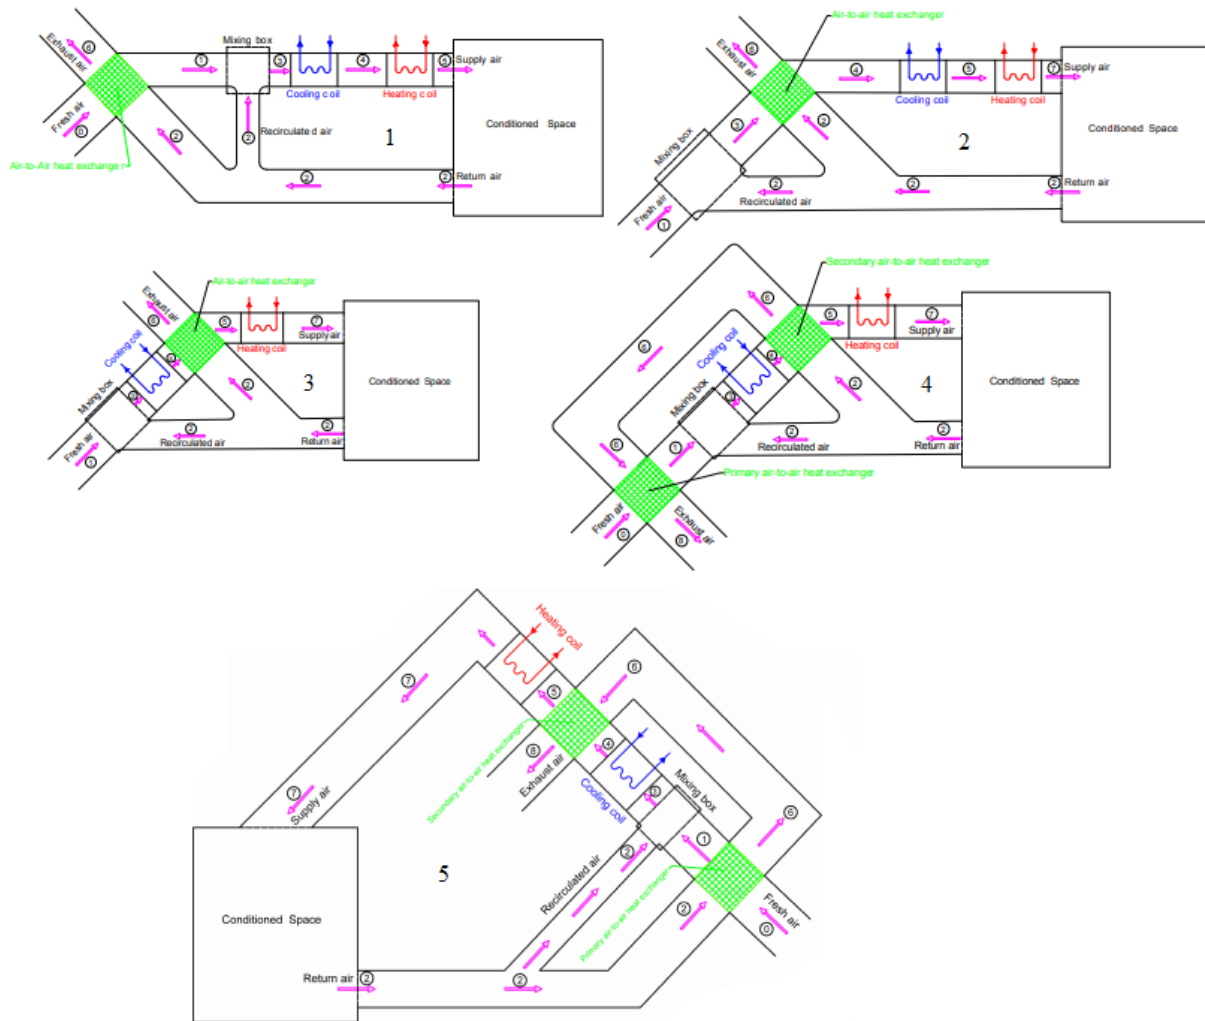 Air-to-air heat exchanger
Exhaust air
6
Mixing box
1
3
4
5
Supply air
Cooling coil
Heating coil
Fresh air
0
2
2
Recirculated air
1
Conditioned Space
Air-to-Air heat exchanger
2
2
Return air
6
Exhaust air
4
5
7
Supply air
Cooling coil
Heating coil
3
2
2
Mixing box
Conditioned Space
2
2
2
Return air
Recirculated air
Fresh air
1
Secondary air-to-air heat exchanger
Air-to-air heat exchanger
Exhaust air
6
5
7
Supply air
Cooling coil
Heating coil
2
3
Mixing box
Conditioned Space
2
2
Recirculated air
Return air
Fresh air
1
6
5
7
Supply air
Heating coil
6
Cooling coil
4
2
4
Mixing box
3
Conditioned Space
2
2
Recirculated air
Return air
6
1
Primary air-to-air heat exchanger
Fresh air
0
Exhaust air
8
Heating coil
7
5
6
Secondary air-to-air heat exchanger
8
Exhaust air
4
Cooling coil
3
Mixing box
7
Supply air
6
1
2
Recirculated air
5
Primary air-to-air heat exchanger
2
Fresh air
0
Conditioned Space
Return air
2
2